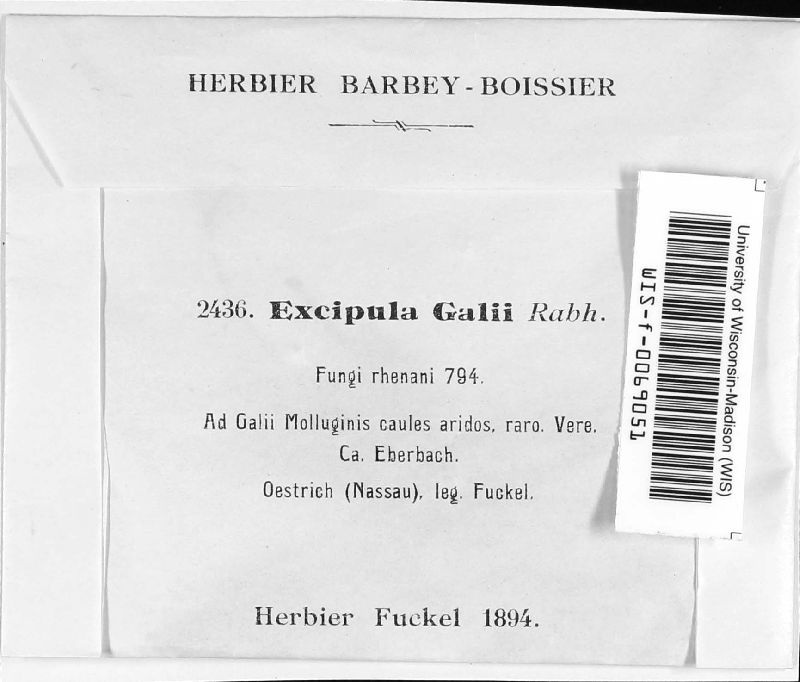 HERBIER BARBEY-BOISSIER
2436. Excipula Galii Rabh.
Fungi rhenani 794.
Ad Galii Molluginis caules aridos, raro. Vere.
Ca. Eberbach.
Oestrich (Nassau), leg. Fuckel.
Herbier Fuckel 1894.
University of Wisconsin-Madison (WIS)
WIS-f-0069051